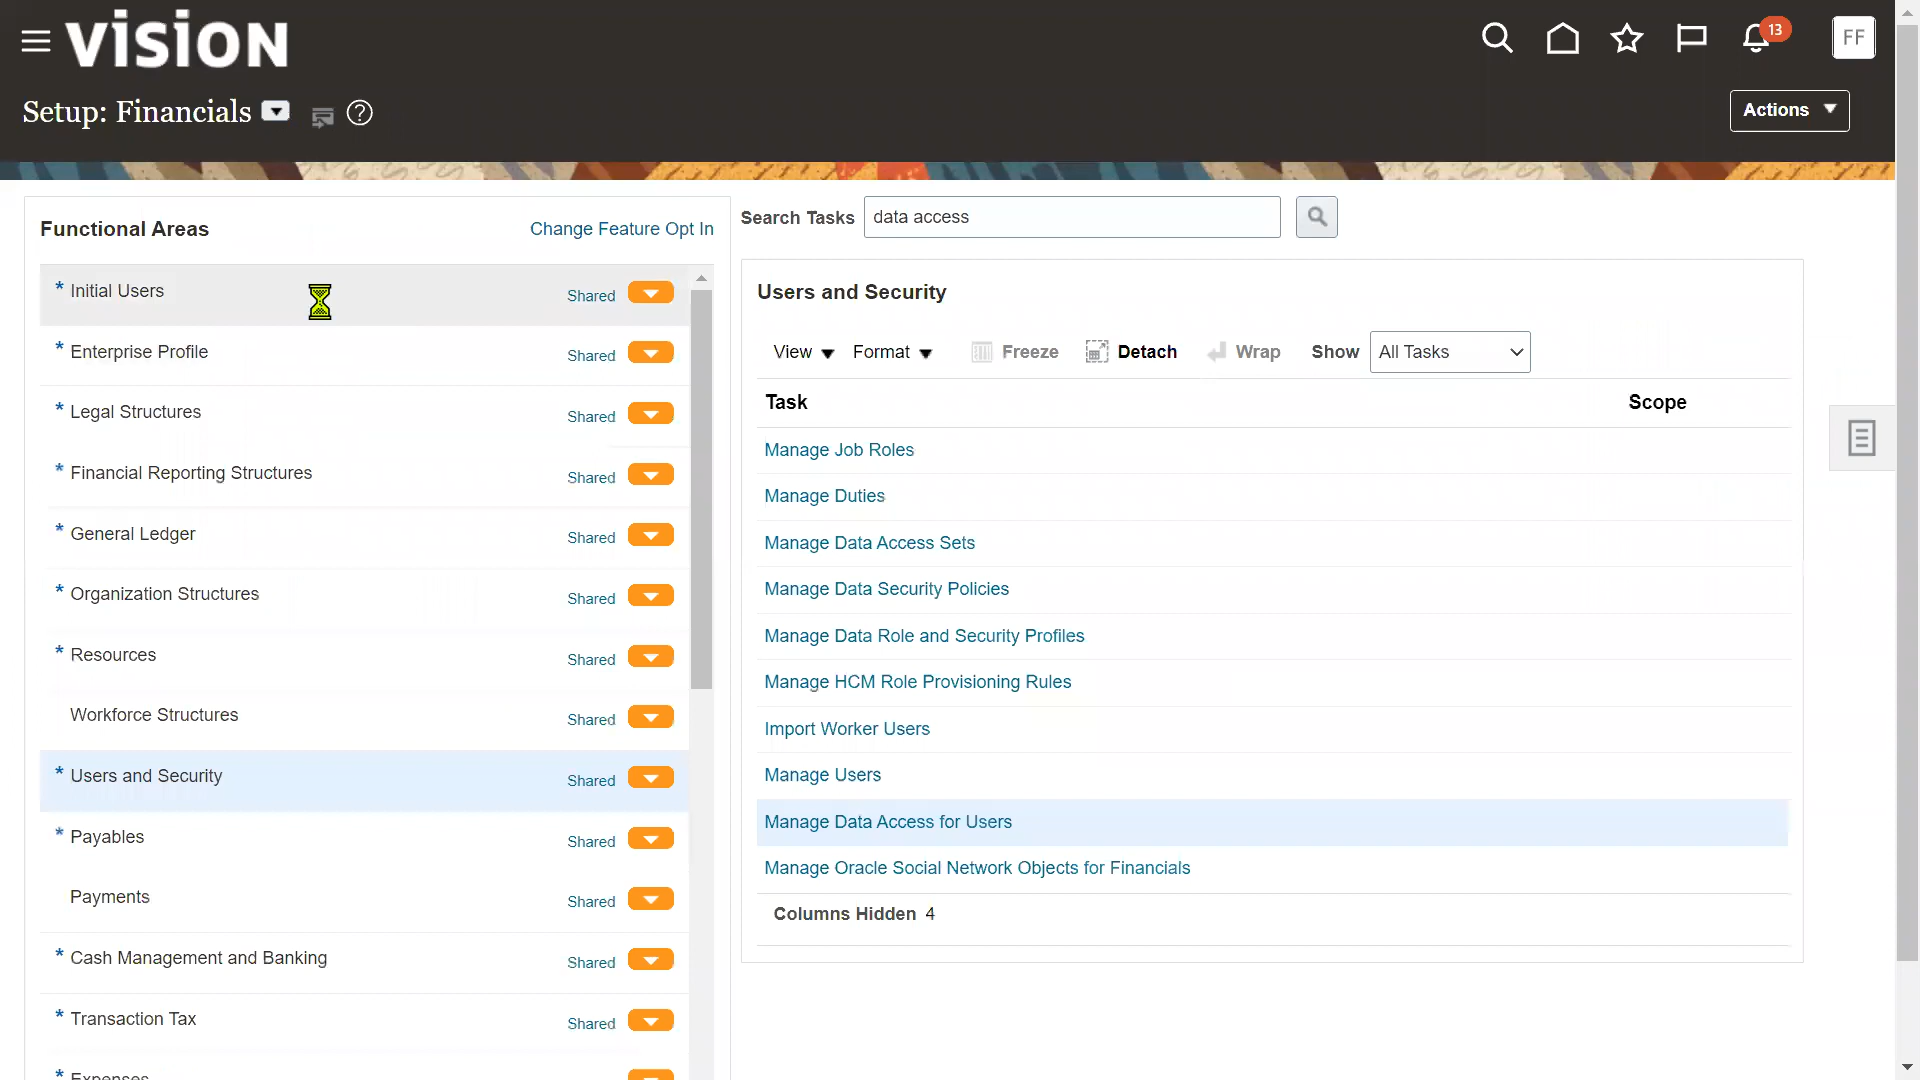 vision
13
FF
Setup: Financials
Actions
Functional Areas
Change Feature Opt In
* Initial Users Shared
* Enterprise Profile Shared
* Legal Structures Shared
* Financial Reporting Structures Shared
* General Ledger Shared
* Organization Structures Shared
* Resources Shared
Workforce Structures Shared
* Users and Security Shared
* Payables Shared
Payments Shared
* Cash Management and Banking Shared
* Transaction Tax Shared
* Expenses
Search Tasks data access
Users and Security
View Format Freeze Detach Wrap Show All Tasks
Task Scope
Manage Job Roles
Manage Duties
Manage Data Access Sets
Manage Data Security Policies
Manage Data Role and Security Profiles
Manage HCM Role Provisioning Rules
Import Worker Users
Manage Users
Manage Data Access for Users
Manage Oracle Social Network Objects for Financials
Columns Hidden 4